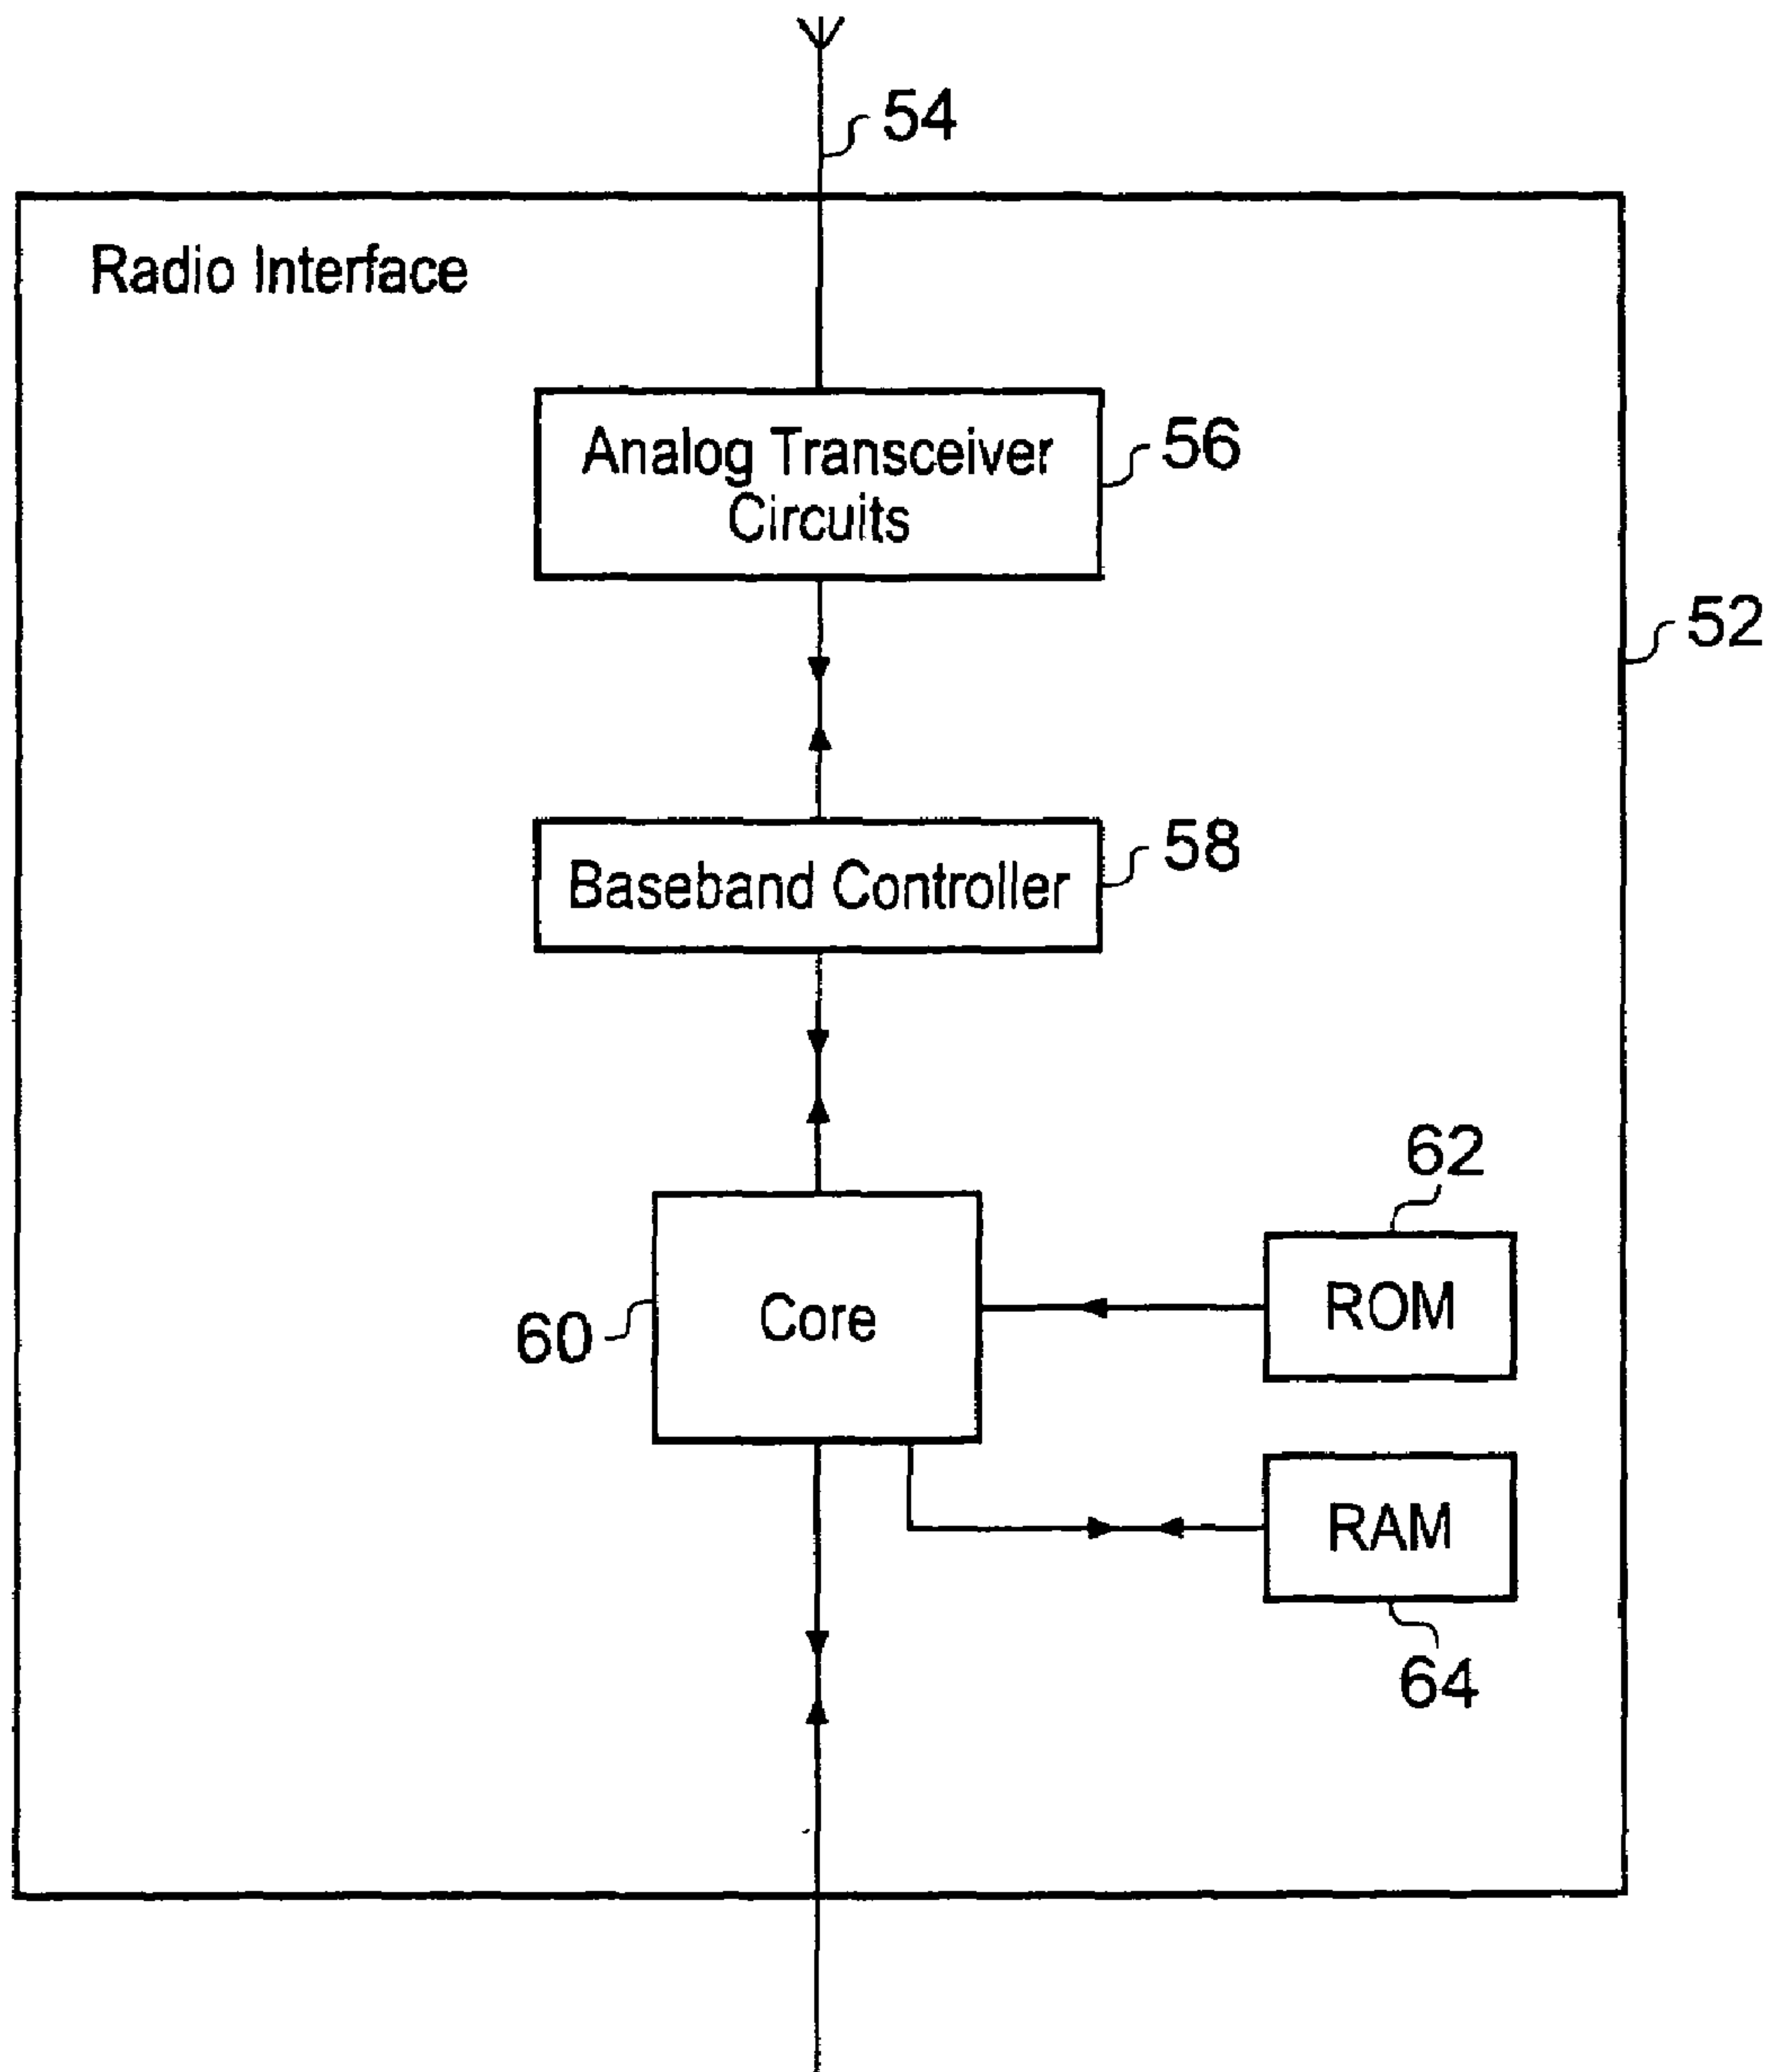 54
Radio Interface
Analog Transceiver
Circuits
56
52
Baseband Controller
58
62
Core
ROM
60
RAM
64